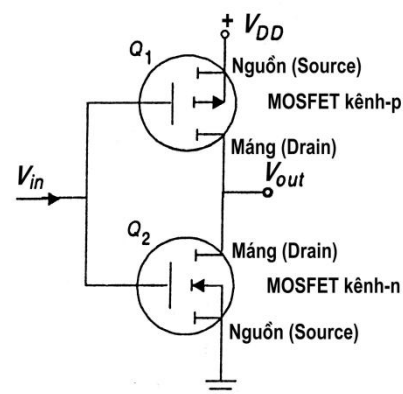 + V_DD
Q_1
Nguồn (Source)
MOSFET kênh-p
Máng (Drain)
V_in
V_out
Q_2
Máng (Drain)
MOSFET kênh-n
Nguồn (Source)